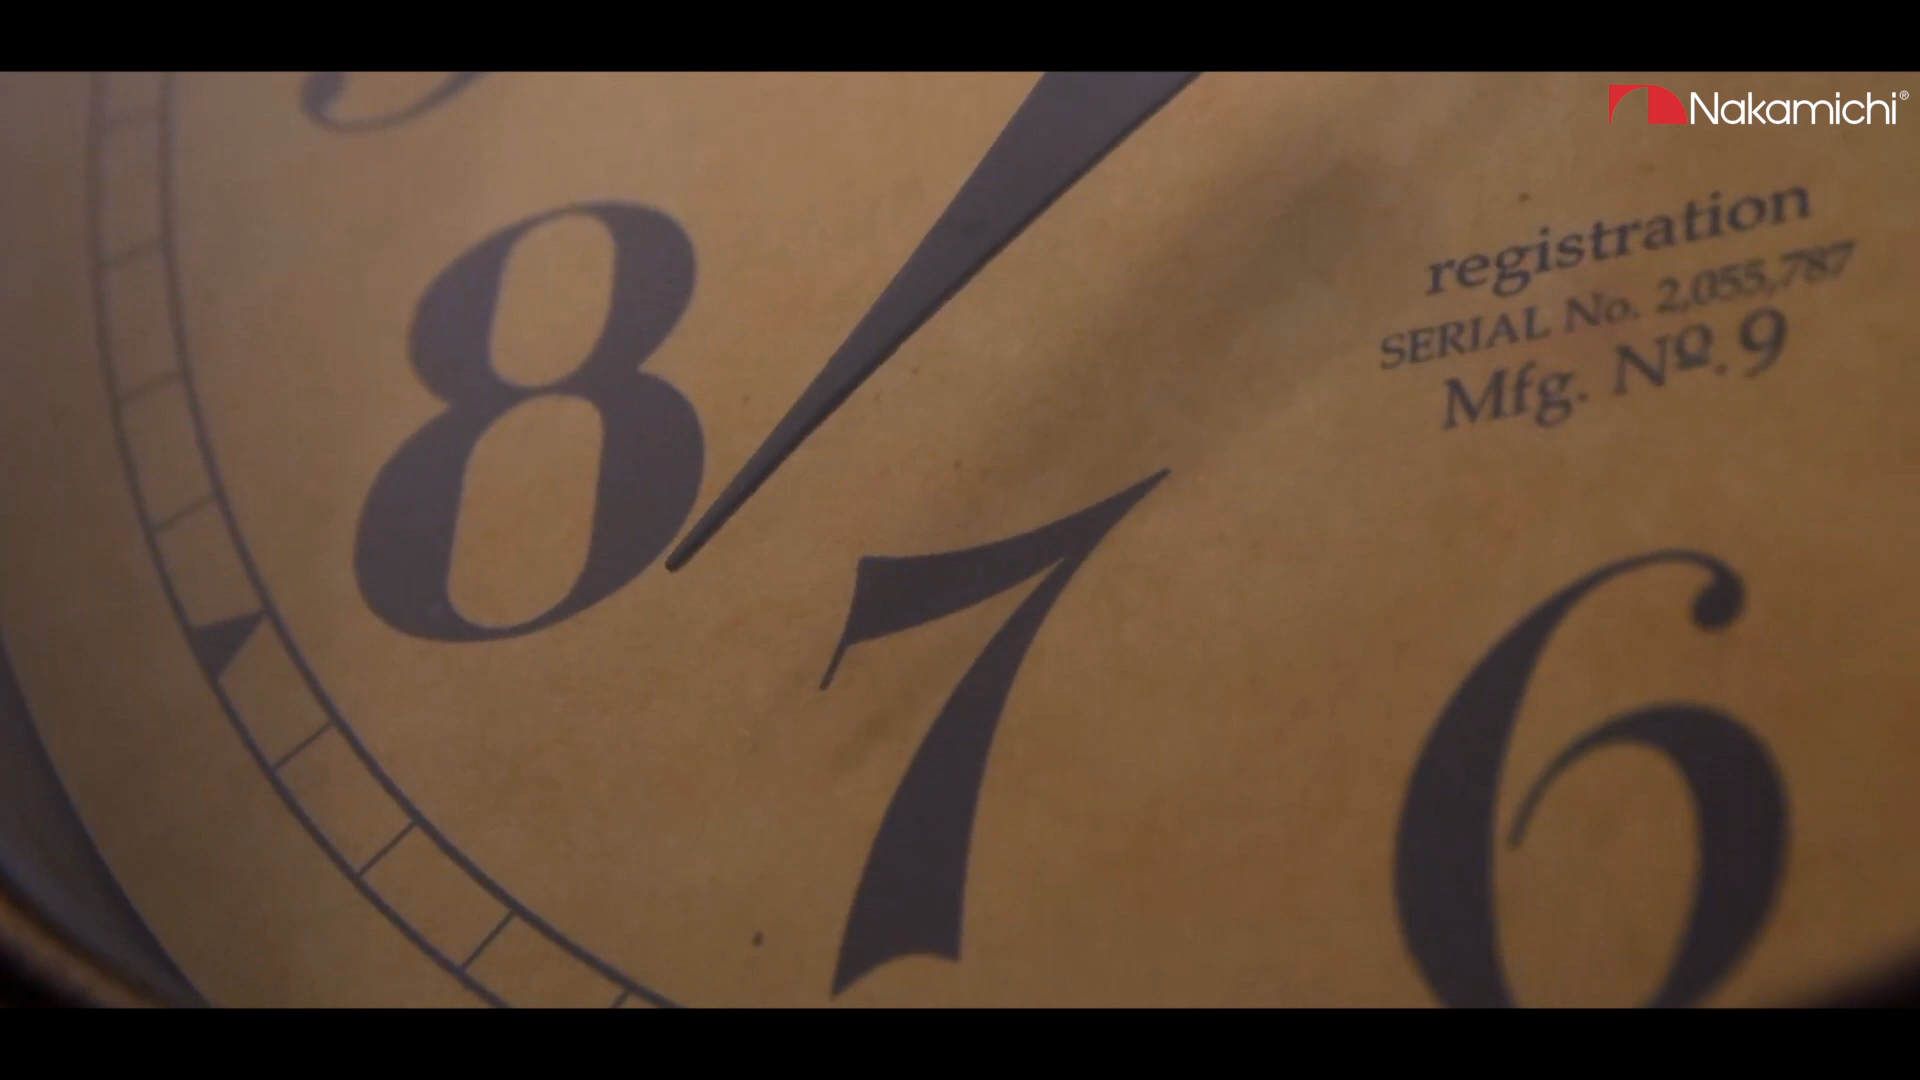 Nakamichi®
registration
SERIAL No. 2,055,787
Mfg. Nº. 9
8
7
6